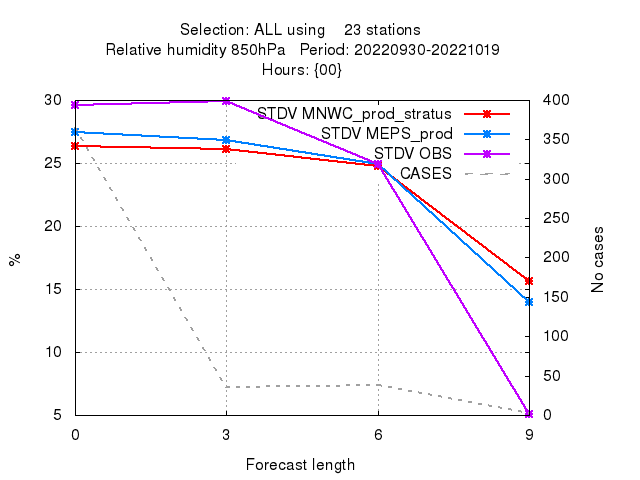 Selection: ALL using 23 stations
Relative humidity 850hPa Period: 20220930-20221019
Hours: {00}
30 400
STDV MNWC_prod_stratus
STDV MEPS_prod
350
STDV OBS
25
CASES
300
250
20
%
No cases
200
15
150
100
10
50
5 0
0 3 6 9
Forecast length